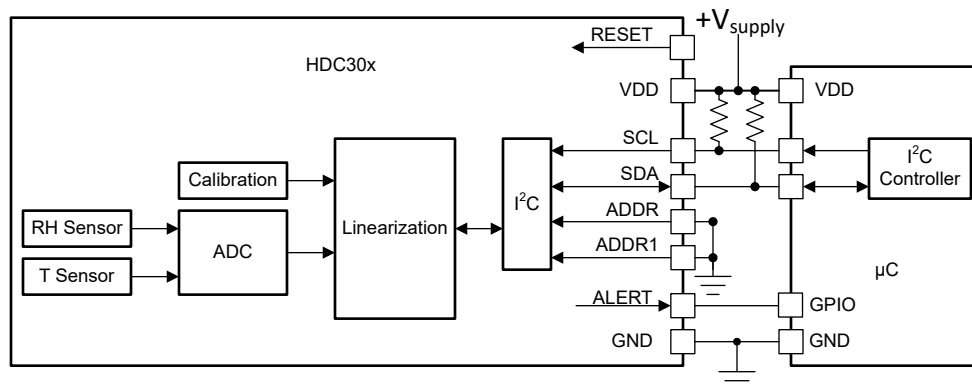 +Vsupply
RESET
HDC30x
VDD
VDD
SCL
I2C
Controller
SDA
Calibration
I2C
RH Sensor
ADC
Linearization
ADDR
T Sensor
ADDR1
µC
ALERT
GPIO
GND
GND